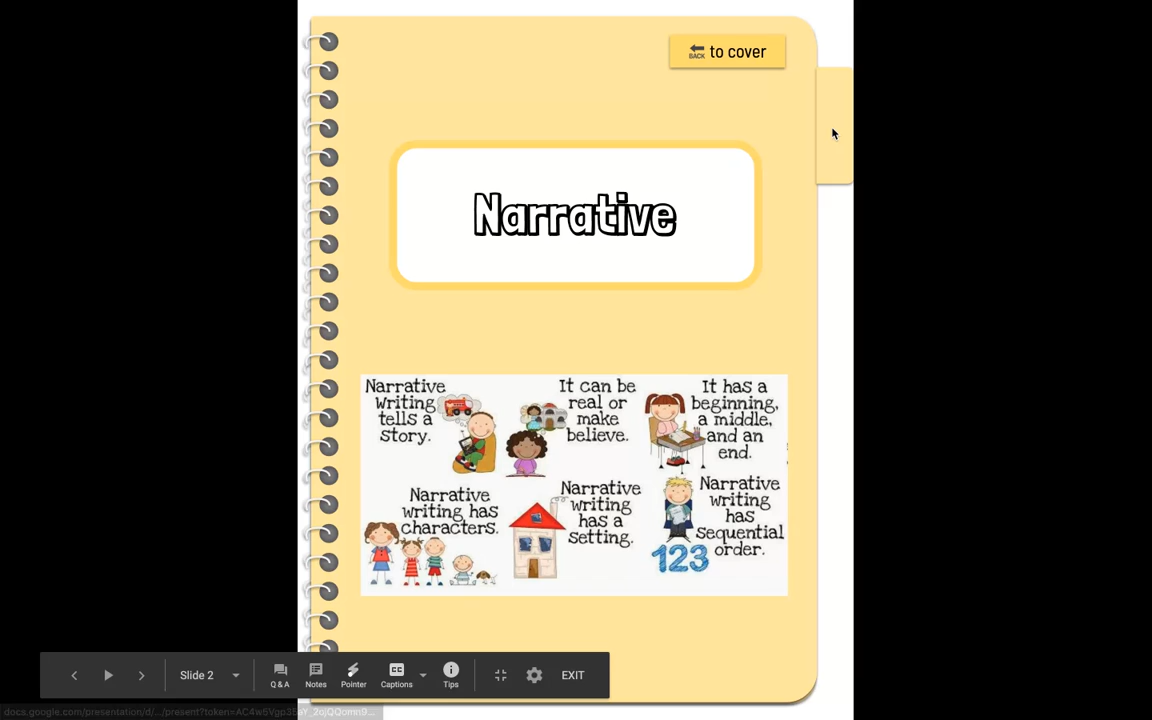 BACK to cover
Narrative
Narrative
Writing
tells a
story.
It can be
real or
make
believe.
It has a
beginning,
a middle,
and an
end.
Narrative
writing has
characters.
Narrative
writing
has a
setting.
Narrative
writing
has
sequential
order.
123
Slide 2
Q&A
Notes
Pointer
CC
Captions
Tips
EXIT